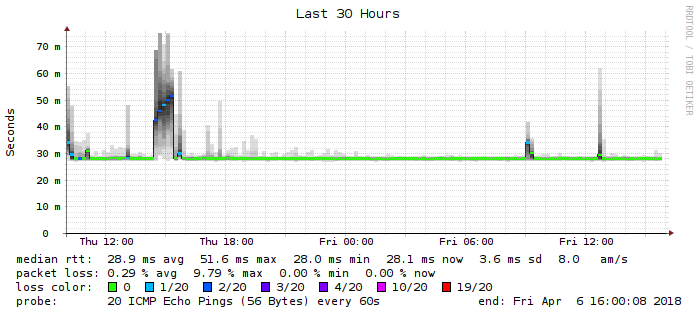 Last 30 Hours
RRDTOOL / TOBI OETIKER
Seconds
70 m
60 m
50 m
40 m
30 m
20 m
10 m
0
Thu 12:00 Thu 18:00 Fri 00:00 Fri 06:00 Fri 12:00
median rtt: 28.9 ms avg 51.6 ms max 28.0 ms min 28.1 ms now 3.6 ms sd 8.0 am/s
packet loss: 0.29 % avg 9.79 % max 0.00 % min 0.00 % now
loss color: 0 1/20 2/20 3/20 4/20 10/20 19/20
probe: 20 ICMP Echo Pings (56 Bytes) every 60s end: Fri Apr 6 16:00:08 2018